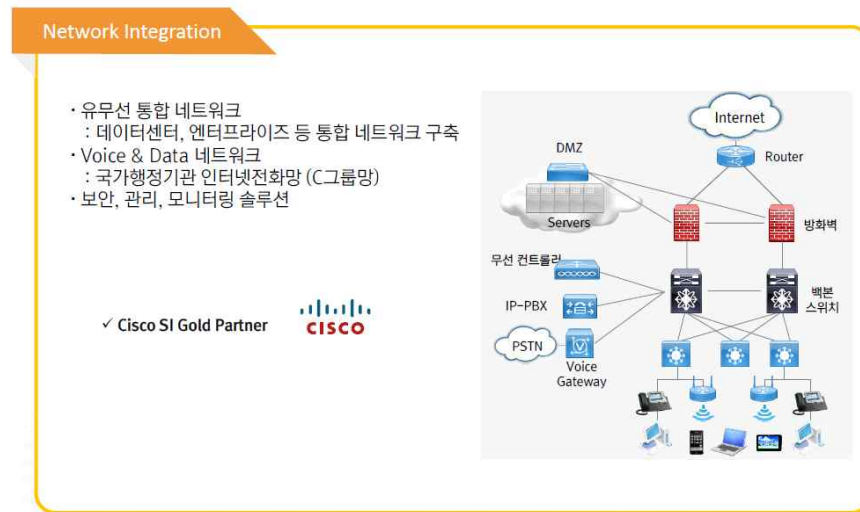 Network Integration
· 유무선 통합 네트워크
: 데이터센터, 엔터프라이즈 등 통합 네트워크 구축
· Voice & Data 네트워크
: 국가행정기관 인터넷전화망 (C그룹망)
· 보안, 관리, 모니터링 솔루션
✓ Cisco SI Gold Partner
CISCO
Internet
DMZ
Router
Servers
방화벽
무선 컨트롤러
IP-PBX
백본
스위치
PSTN
V
Voice
Gateway